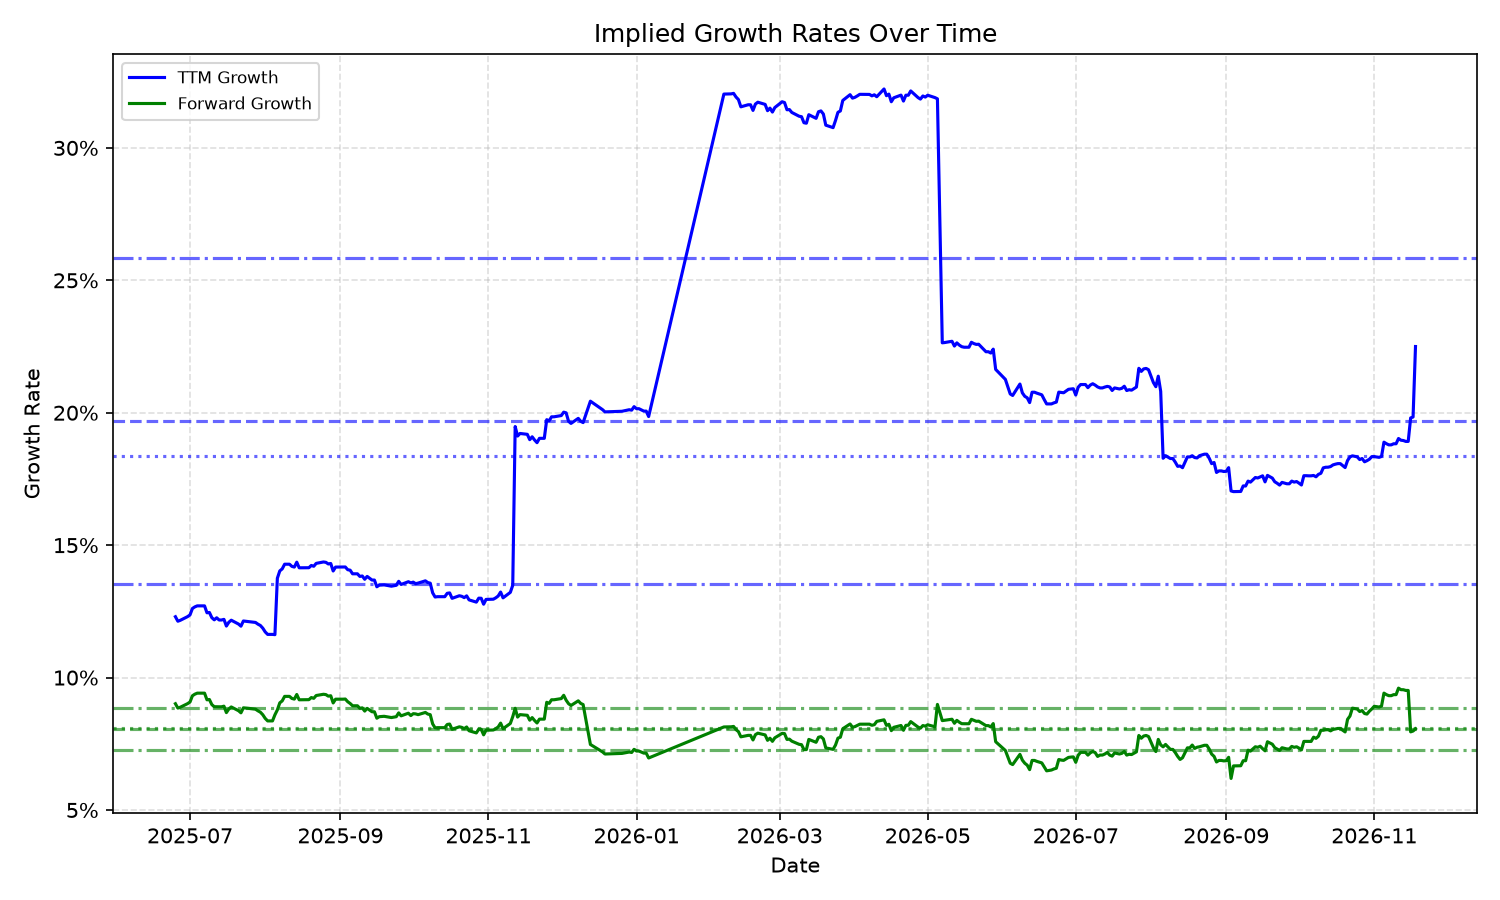 Implied Growth Rates Over Time
TTM Growth
Forward Growth
30%
25%
20%
15%
10%
5%
Growth Rate
2025-07 2025-09 2025-11 2026-01 2026-03 2026-05 2026-07 2026-09 2026-11
Date